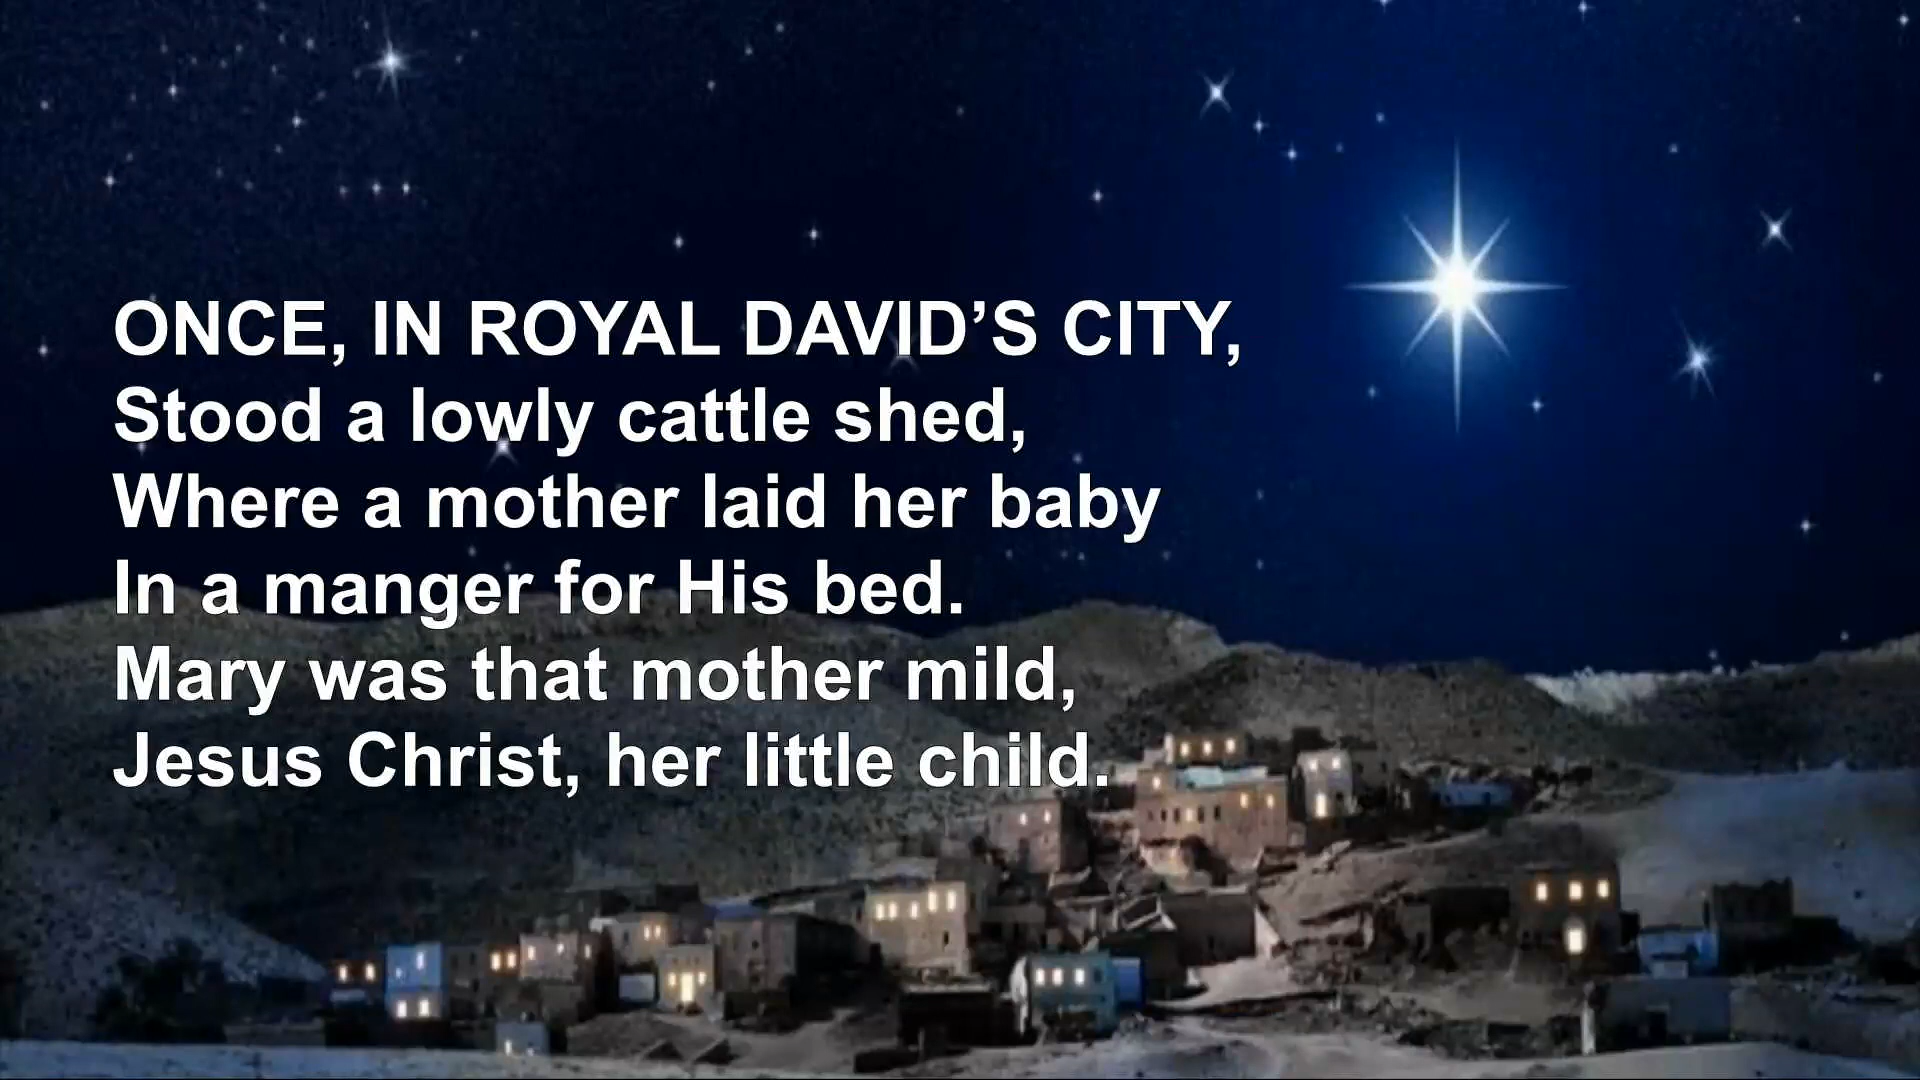 ONCE, IN ROYAL DAVID’S CITY,
Stood a lowly cattle shed,
Where a mother laid her baby
In a manger for His bed.
Mary was that mother mild,
Jesus Christ, her little child.